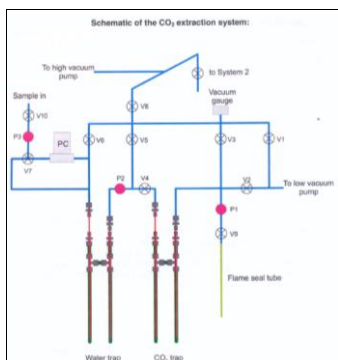 Schematic of the CO₂ extraction system:
To high vacuum
pump
to System 2
Sample in
Vacuum
gauge
V10
V8
P3
PC
V6
V5
V3
V1
V7
P2
V4
V2
To low vacuum
pump
P1
V9
Flame seal tube
Water trap
CO₂ trap